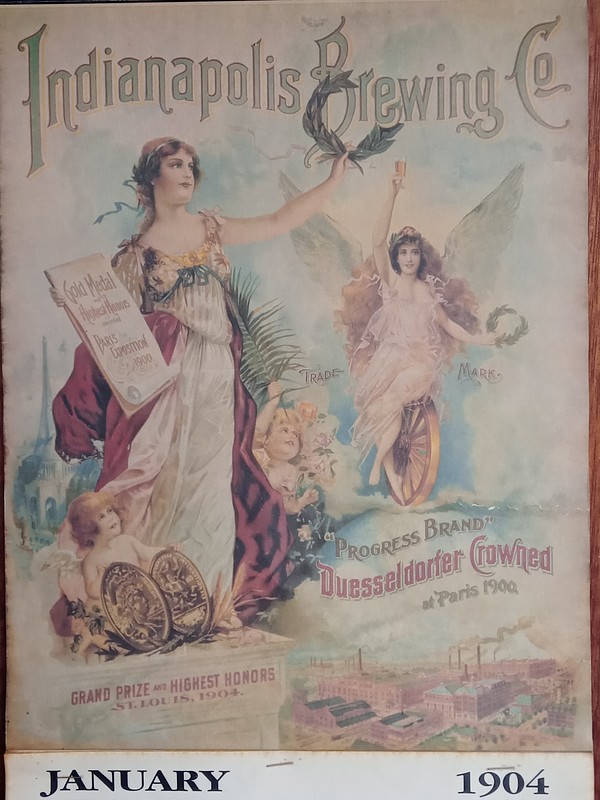 Indianapolis Brewing Co
Gold Medal
Highest Honors
PARIS
EXPOSITION
1900
TRADE MARK.
"PROGRESS BRAND"
Duesseldorfer Crowned
at Paris 1900
GRAND PRIZE AND HIGHEST HONORS
ST. LOUIS, 1904.
JANUARY 1904